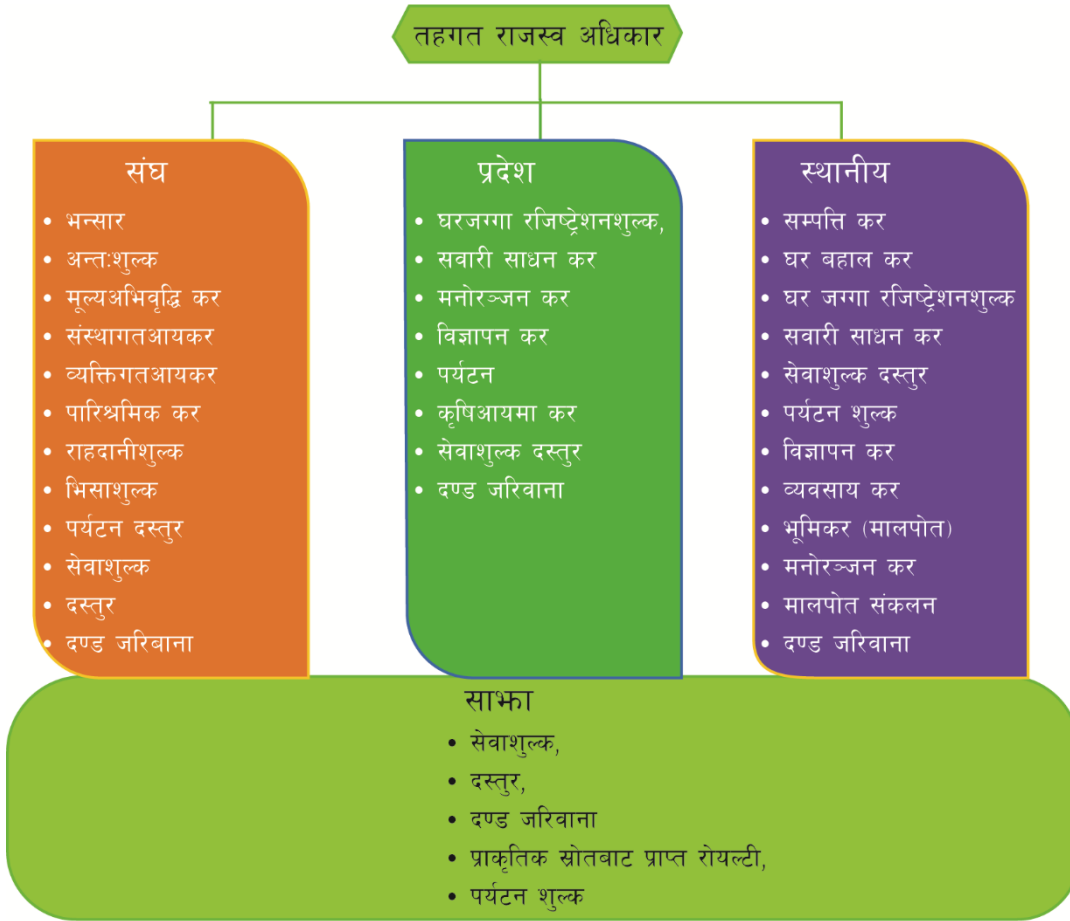 तहगत राजस्व अधिकार
संघ
• भन्सार
• अन्त:शुल्क
• मूल्यअभिवृद्धि कर
• संस्थागतआयकर
• व्यक्तिगतआयकर
• पारिश्रमिक कर
• राहदानीशुल्क
• भिसाशुल्क
• पर्यटन दस्तुर
• सेवाशुल्क
• दस्तुर
• दण्ड जरिबाना
प्रदेश
• घरजग्गा रजिष्ट्रेशनशुल्क,
• सवारी साधन कर
• मनोरञ्जन कर
• विज्ञापन कर
• पर्यटन
• कृषिआयमा कर
• सेवाशुल्क दस्तुर
• दण्ड जरिवाना
स्थानीय
• सम्पत्ति कर
• घर बहाल कर
• घर जग्गा रजिष्ट्रेशनशुल्क
• सवारी साधन कर
• सेवाशुल्क दस्तुर
• पर्यटन शुल्क
• विज्ञापन कर
• व्यवसाय कर
• भूमिकर (मालपोत)
• मनोरञ्जन कर
• मालपोत संकलन
• दण्ड जरिवाना
साझा
• सेवाशुल्क,
• दस्तुर,
• दण्ड जरिवाना
• प्राकृतिक स्रोतबाट प्राप्त रोयल्टी,
• पर्यटन शुल्क